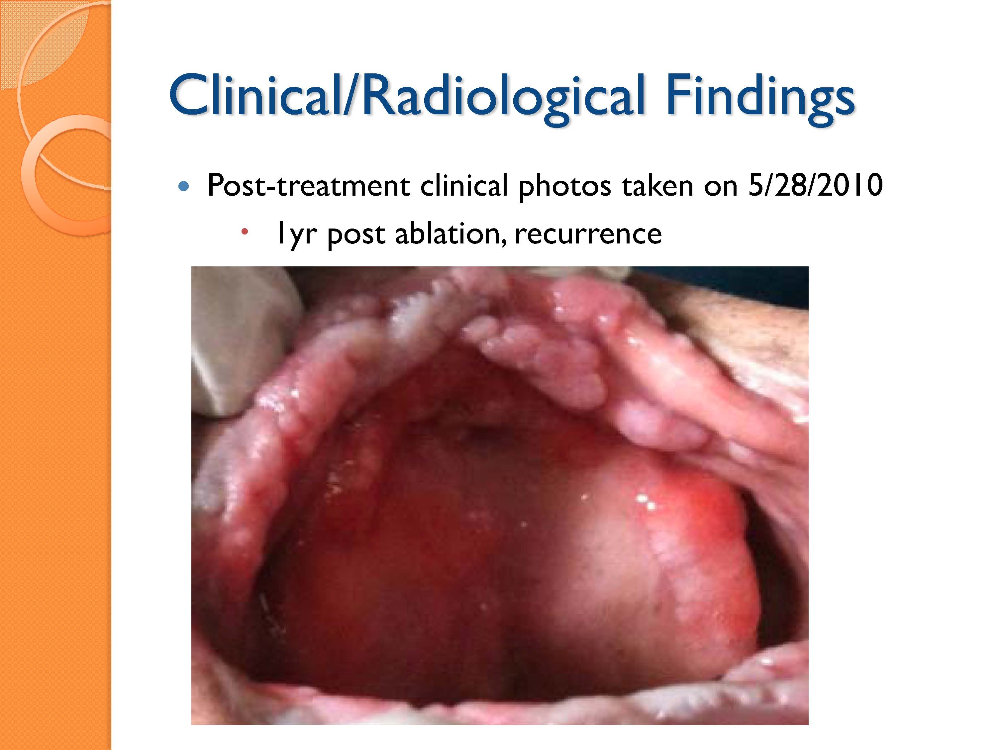 Clinical/Radiological Findings
Post-treatment clinical photos taken on 5/28/2010
1yr post ablation, recurrence